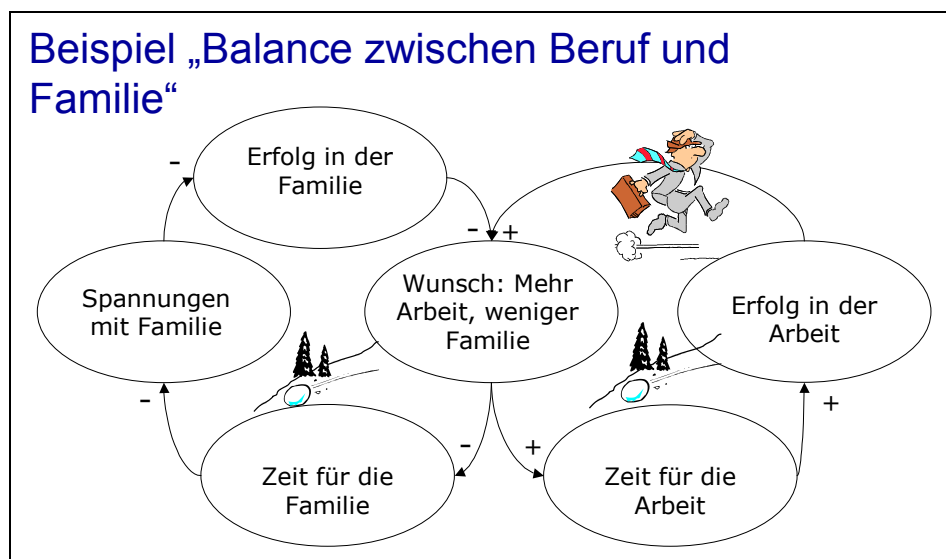 Beispiel „Balance zwischen Beruf und
Familie“
-
Erfolg in der
Familie
-
+
Spannungen
mit Familie
Wunsch: Mehr
Arbeit, weniger
Familie
Erfolg in der
Arbeit
-
-
+
+
Zeit für die
Familie
Zeit für die
Arbeit